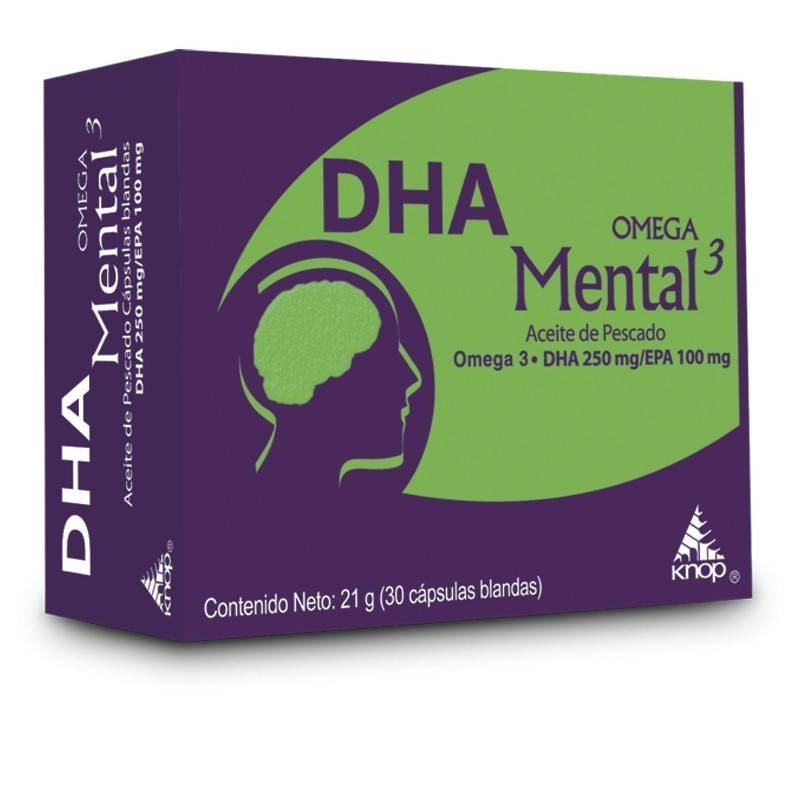 DHA
OMEGA
Mental 3
Aceite de Pescado
Omega 3• DHA 250 mg/EPA 100 mg
Knop ®
Contenido Neto: 21 g (30 cápsulas blandas)
DHA
OMEGA
Mental 3
Aceite de Pescado Cápsulas blandas
DHA 250 mg/EPA 100 mg
Knop ®